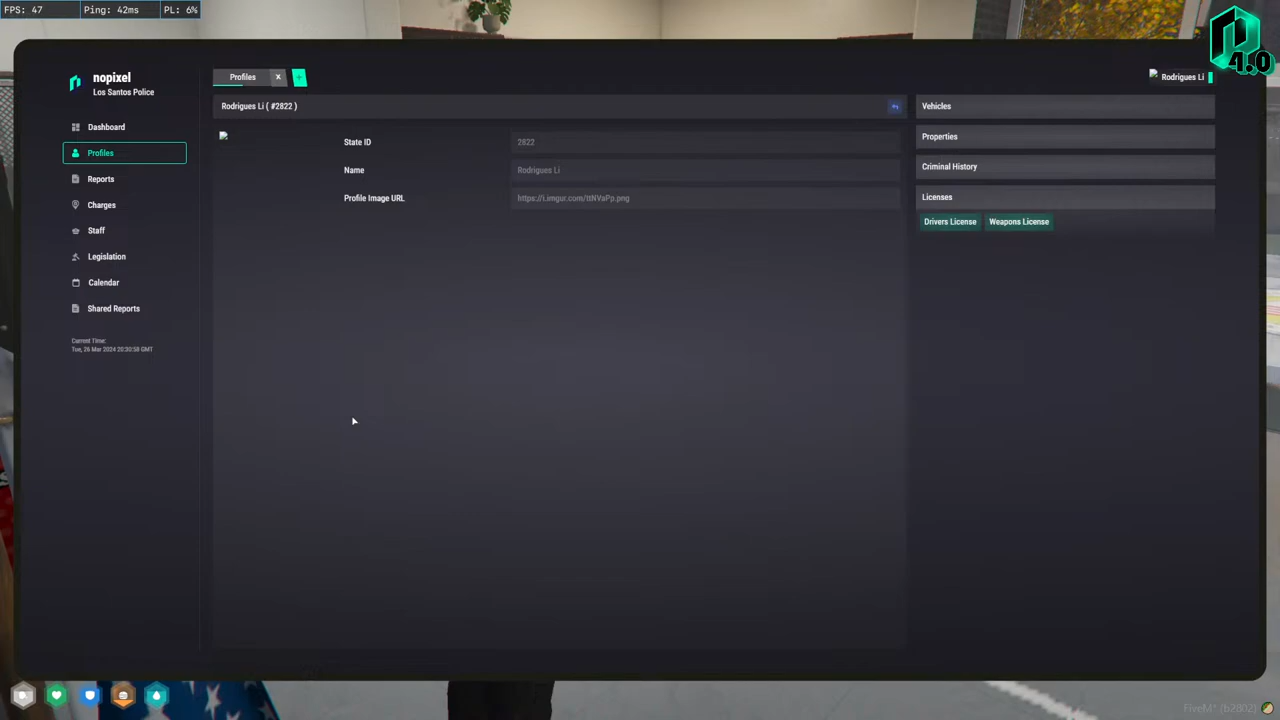 FPS: 47 Ping: 42ms PL: 6%
4.0
nopixel
Los Santos Police
Dashboard
Profiles
Reports
Charges
Staff
Legislation
Calendar
Shared Reports
Current Time:
Tue, 26 Mar 2024 20:30:58 GMT
Profiles x +
Rodrigues Li
Rodrigues Li ( #2822 )
State ID 2822
Name Rodrigues Li
Profile Image URL https://i.imgur.com/ttNVaPp.png
Vehicles
Properties
Criminal History
Licenses
Drivers License Weapons License
FiveM* (b2802)